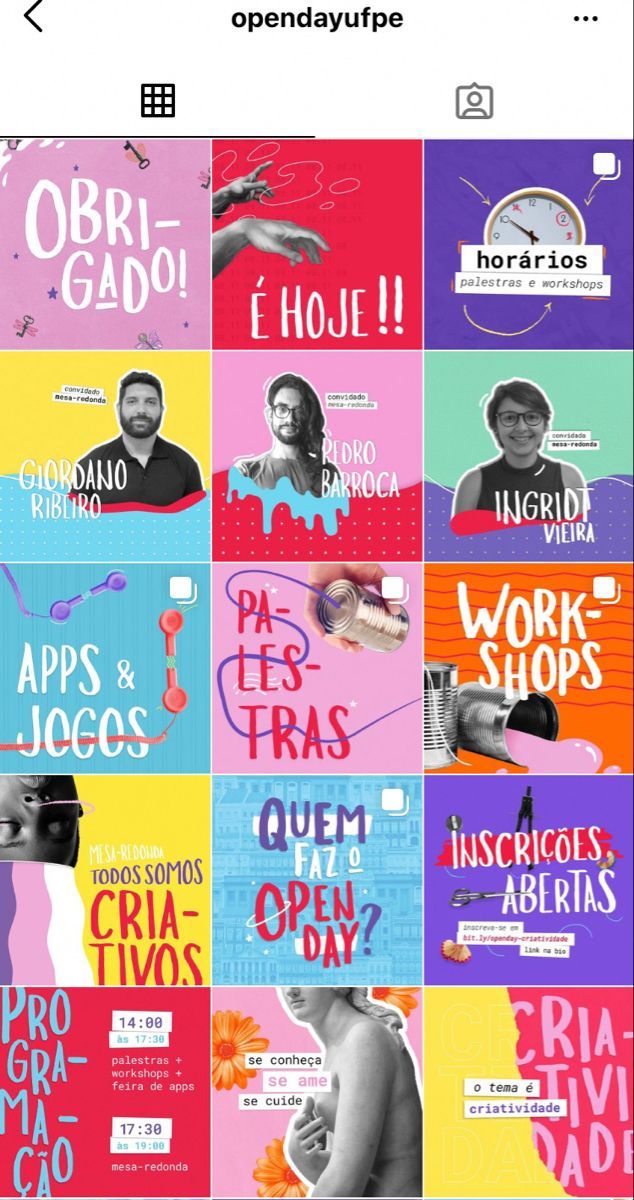 opendayufpe
OBRI-
GADO!
É HOJE!!
horários
palestras e workshops
convidado
mesa-redonda
GIORDANO
RIBEIRO
convidado
mesa-redonda
PEDRO
BARROCA
convidada
mesa-redonda
INGRIDT
VIEIRA
APPS &
JOGOS
PA-
LES-
TRAS
WORK-
SHOPS
MESA-REDONDA
TODOS SOMOS
CRIA-
TIVOS
QUEM
FAZ O
OPEN
DAY?
INSCRIÇÕES
ABERTAS
inscreva-se em
bit.ly/openday-criatividade
link na bio
PRO
GRA-
MA-
ÇÃO
14:00
às 17:30
palestras +
workshops +
feira de apps
17:30
às 19:00
mesa-redonda
se conheça
se ame
se cuide
CRIA-
TIVI
DADE
o tema é
criatividade